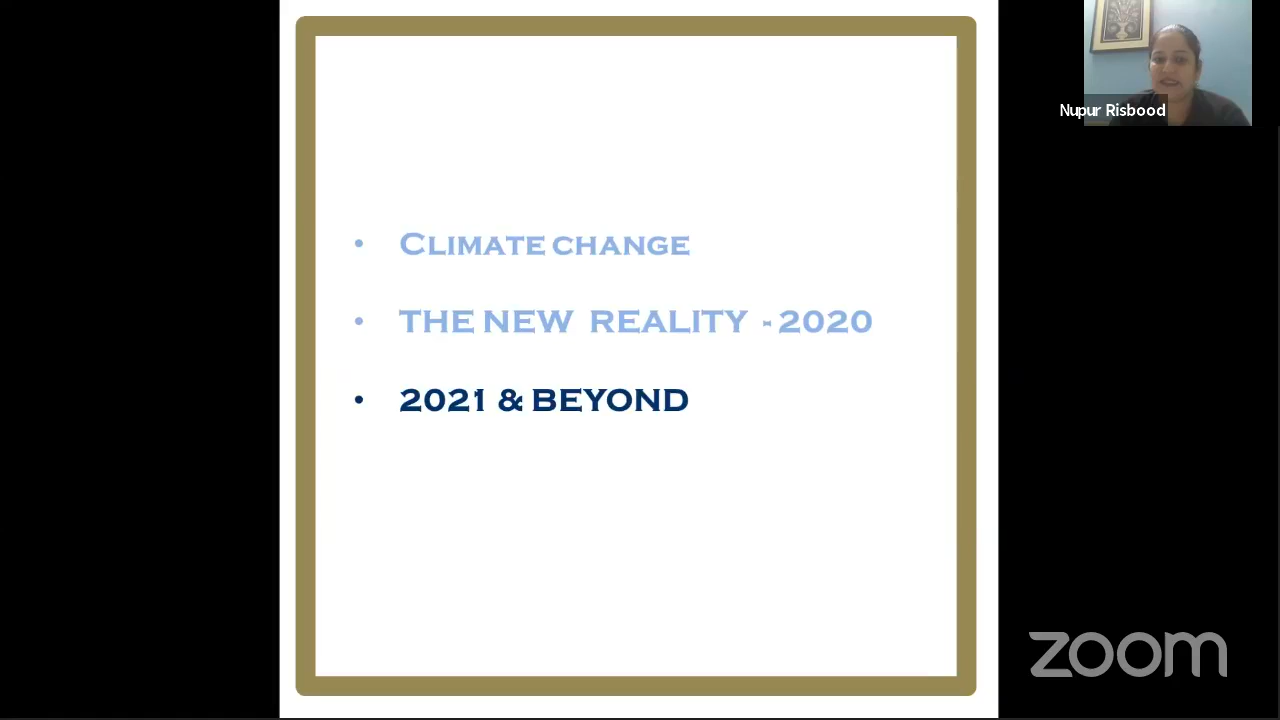 Nupur Risbood
• CLIMATE CHANGE
• THE NEW REALITY - 2020
• 2021 & BEYOND
zoom